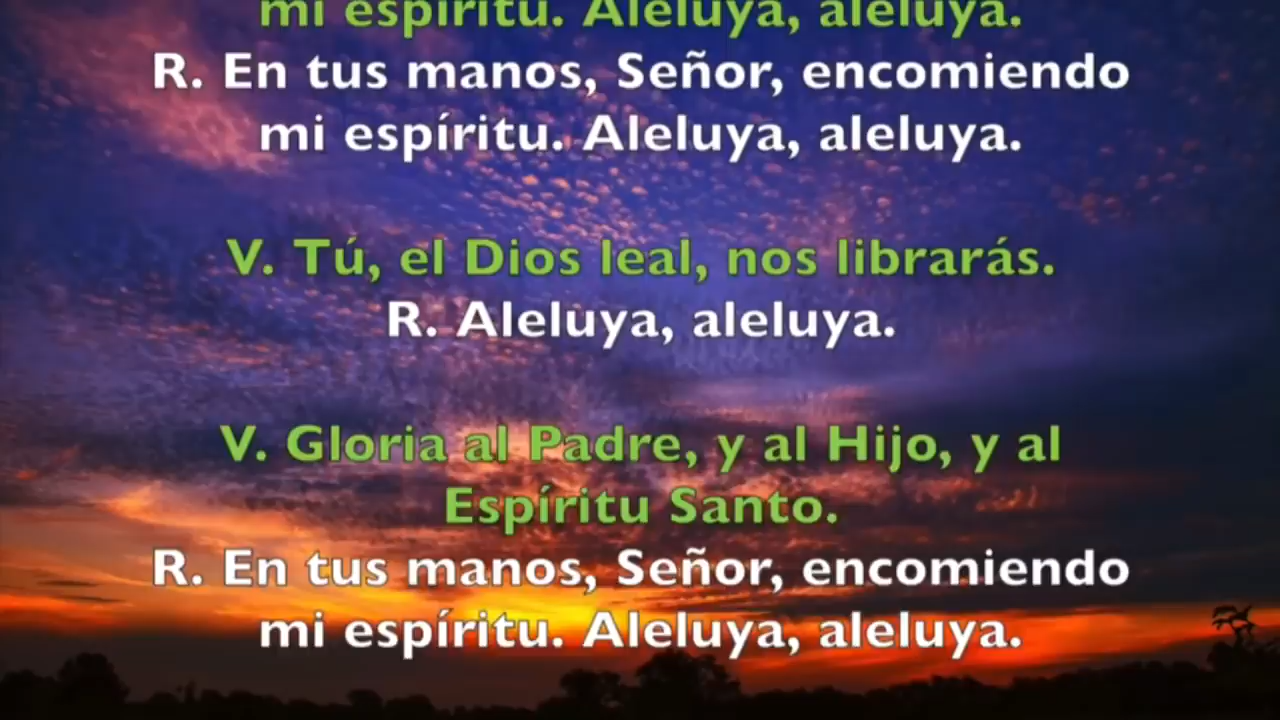 mi espíritu. Aleluya, aleluya.
R. En tus manos, Señor, encomiendo
mi espíritu. Aleluya, aleluya.
V. Tú, el Dios leal, nos librarás.
R. Aleluya, aleluya.
V. Gloria al Padre, y al Hijo, y al
Espíritu Santo.
R. En tus manos, Señor, encomiendo
mi espíritu. Aleluya, aleluya.